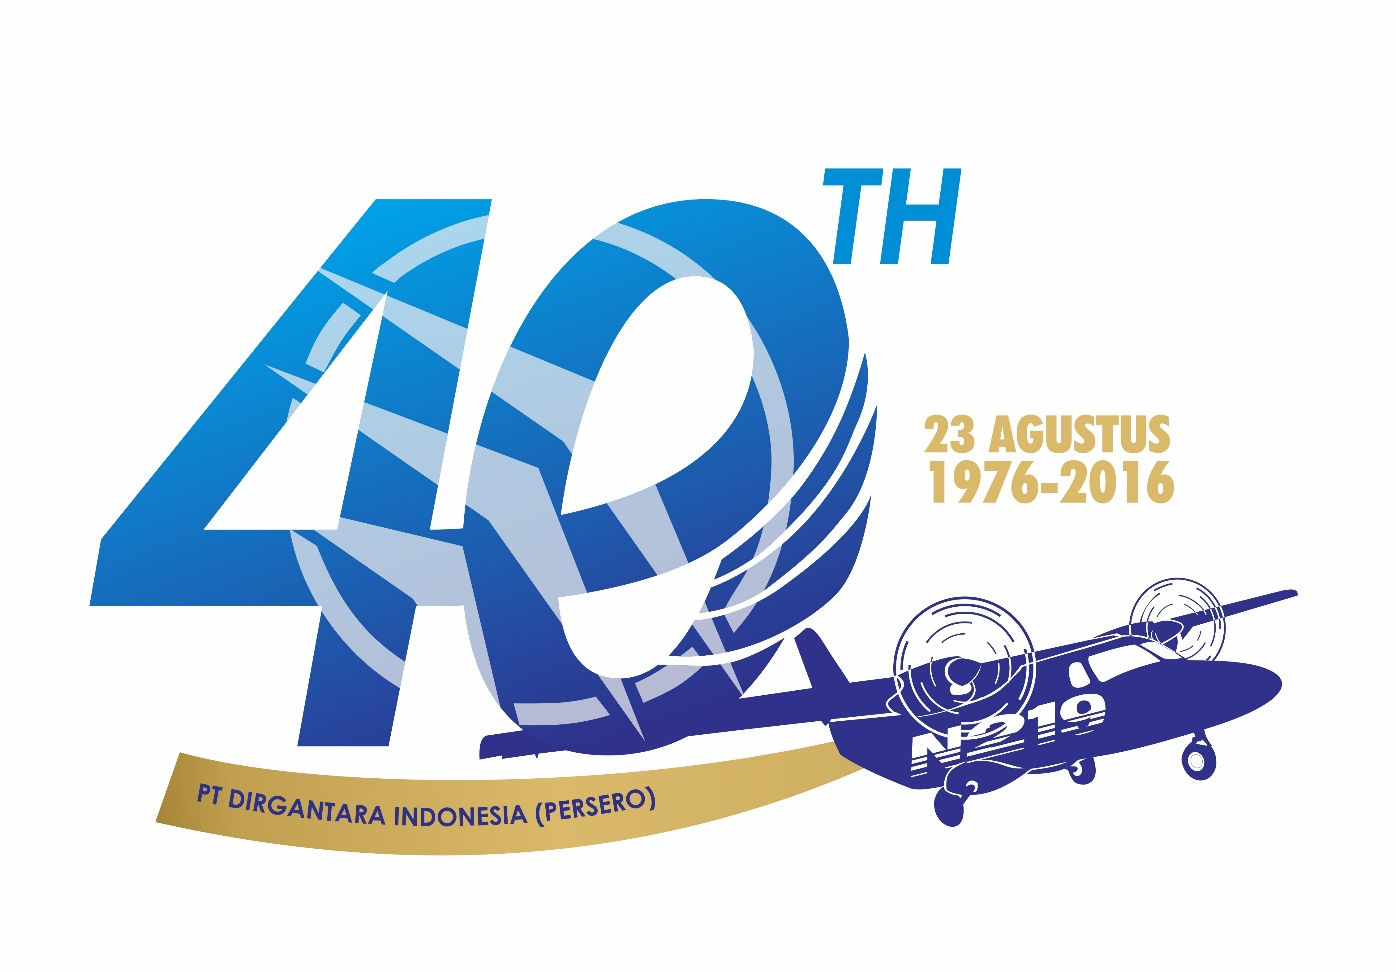 40TH
23 AGUSTUS
1976-2016
N219
PT DIRGANTARA INDONESIA (PERSERO)